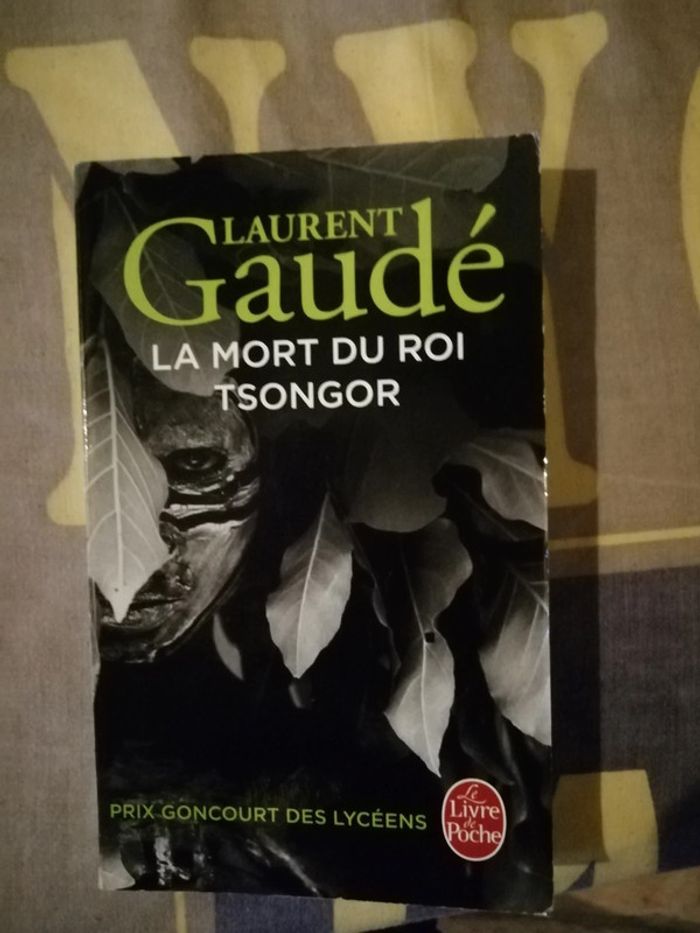 LAURENT
Gaudé
LA MORT DU ROI
TSONGOR
PRIX GONCOURT DES LYCÉENS
Le
Livre
de
Poche